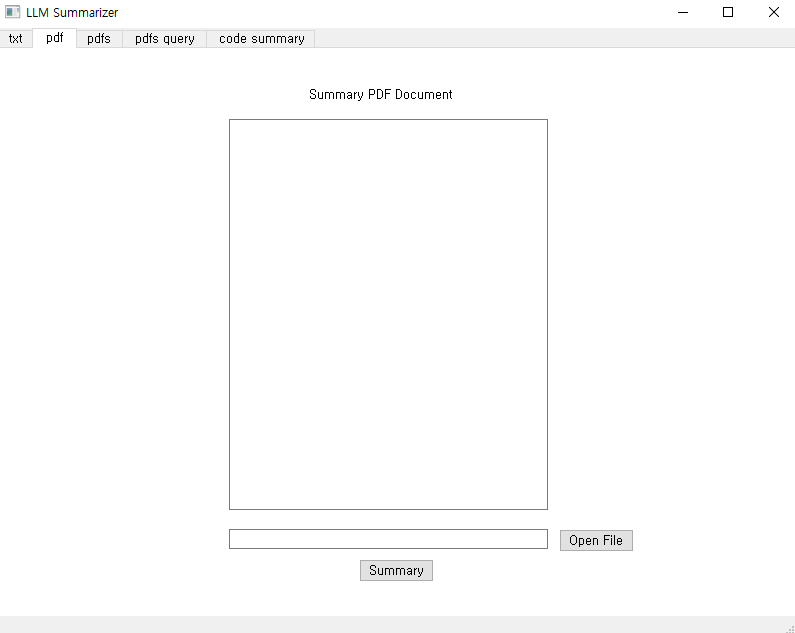 LLM Summarizer
txt pdf pdfs pdfs query code summary
Summary PDF Document
Open File
Summary